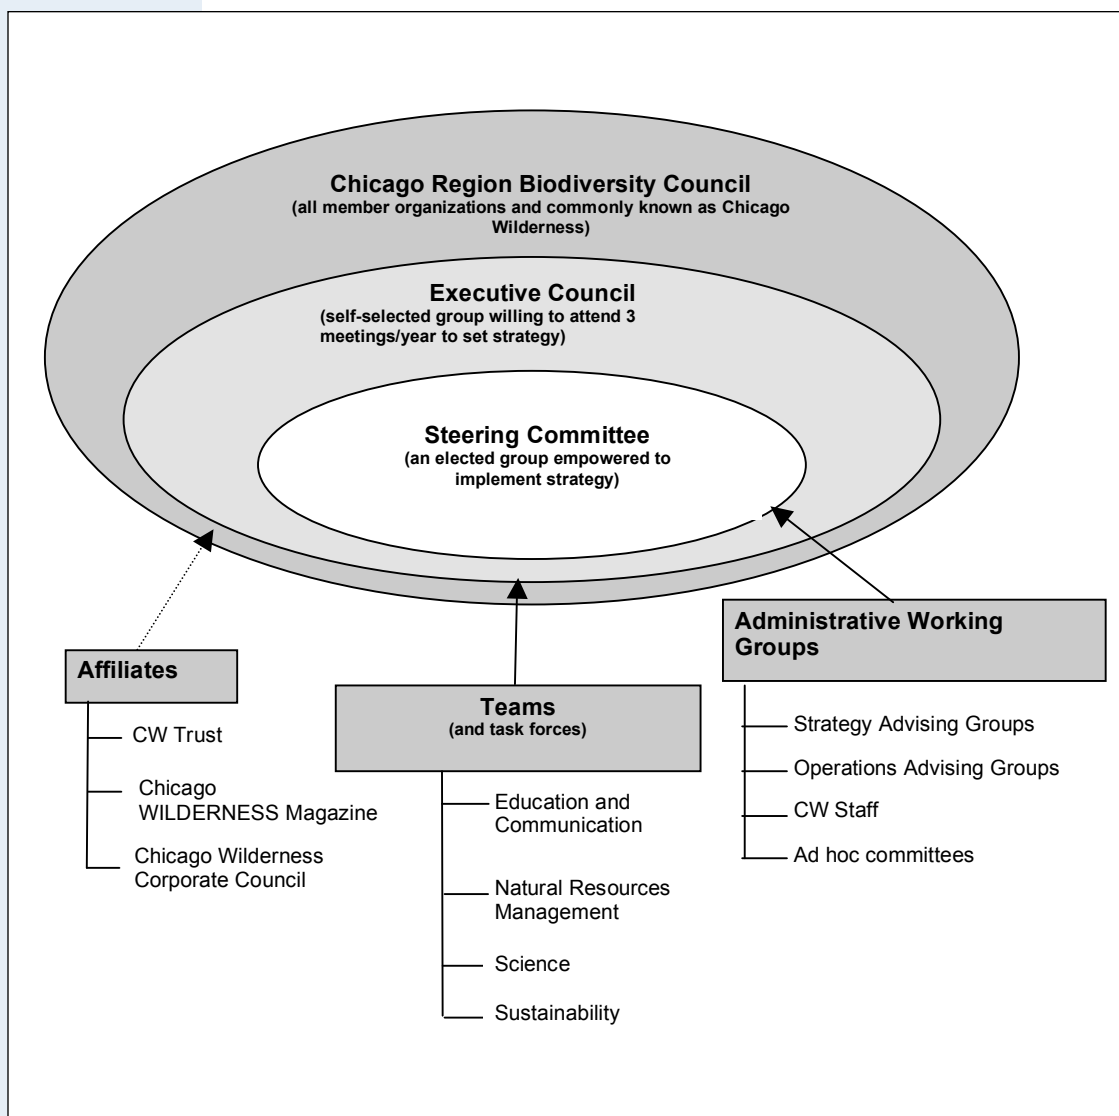 Chicago Region Biodiversity Council
(all member organizations and commonly known as Chicago
Wilderness)
Executive Council
(self-selected group willing to attend 3
meetings/year to set strategy)
Steering Committee
(an elected group empowered to
implement strategy)
Affiliates
CW Trust
Chicago
WILDERNESS Magazine
Chicago Wilderness
Corporate Council
Teams
(and task forces)
Education and
Communication
Natural Resources
Management
Science
Sustainability
Administrative Working
Groups
Strategy Advising Groups
Operations Advising Groups
CW Staff
Ad hoc committees